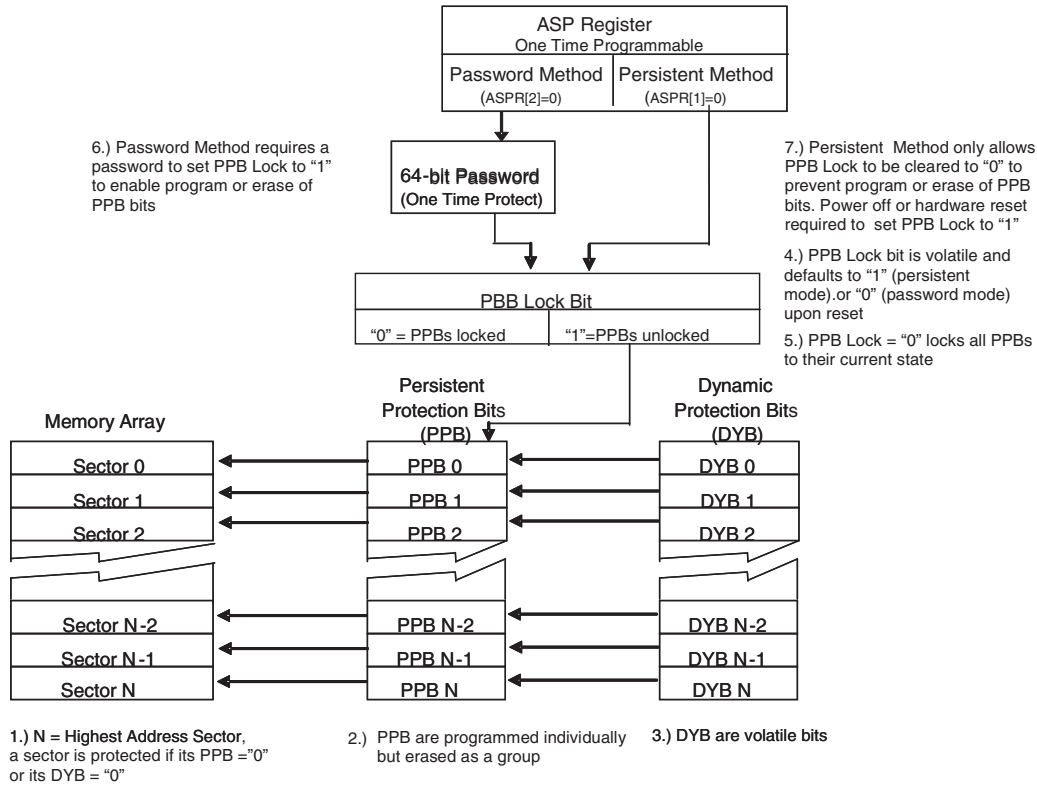 ASP Register
One Time Programmable
Password Method
(ASPR[2]=0)
Persistent Method
(ASPR[1]=0)
6.) Password Method requires a
password to set PPB Lock to “1”
to enable program or erase of
PPB bits
64-bit Password
(One Time Protect)
7.) Persistent Method only allows
PPB Lock to be cleared to “0” to
prevent program or erase of PPB
bits. Power off or hardware reset
required to set PPB Lock to “1”
4.) PPB Lock bit is volatile and
defaults to “1” (persistent
mode).or “0” (password mode)
upon reset
5.) PPB Lock = “0” locks all PPBs
to their current state
PBB Lock Bit
“0” = PPBs locked
“1”=PPBs unlocked
Memory Array
Persistent
Protection Bits
(PPB)
Dynamic
Protection Bits
(DYB)
Sector 0
PPB 0
DYB 0
Sector 1
PPB 1
DYB 1
Sector 2
PPB 2
DYB 2
Sector N-2
PPB N-2
DYB N-2
Sector N-1
PPB N-1
DYB N-1
Sector N
PPB N
DYB N
1.) N = Highest Address Sector,
a sector is protected if its PPB =”0”
or its DYB = “0”
2.) PPB are programmed individually
but erased as a group
3.) DYB are volatile bits